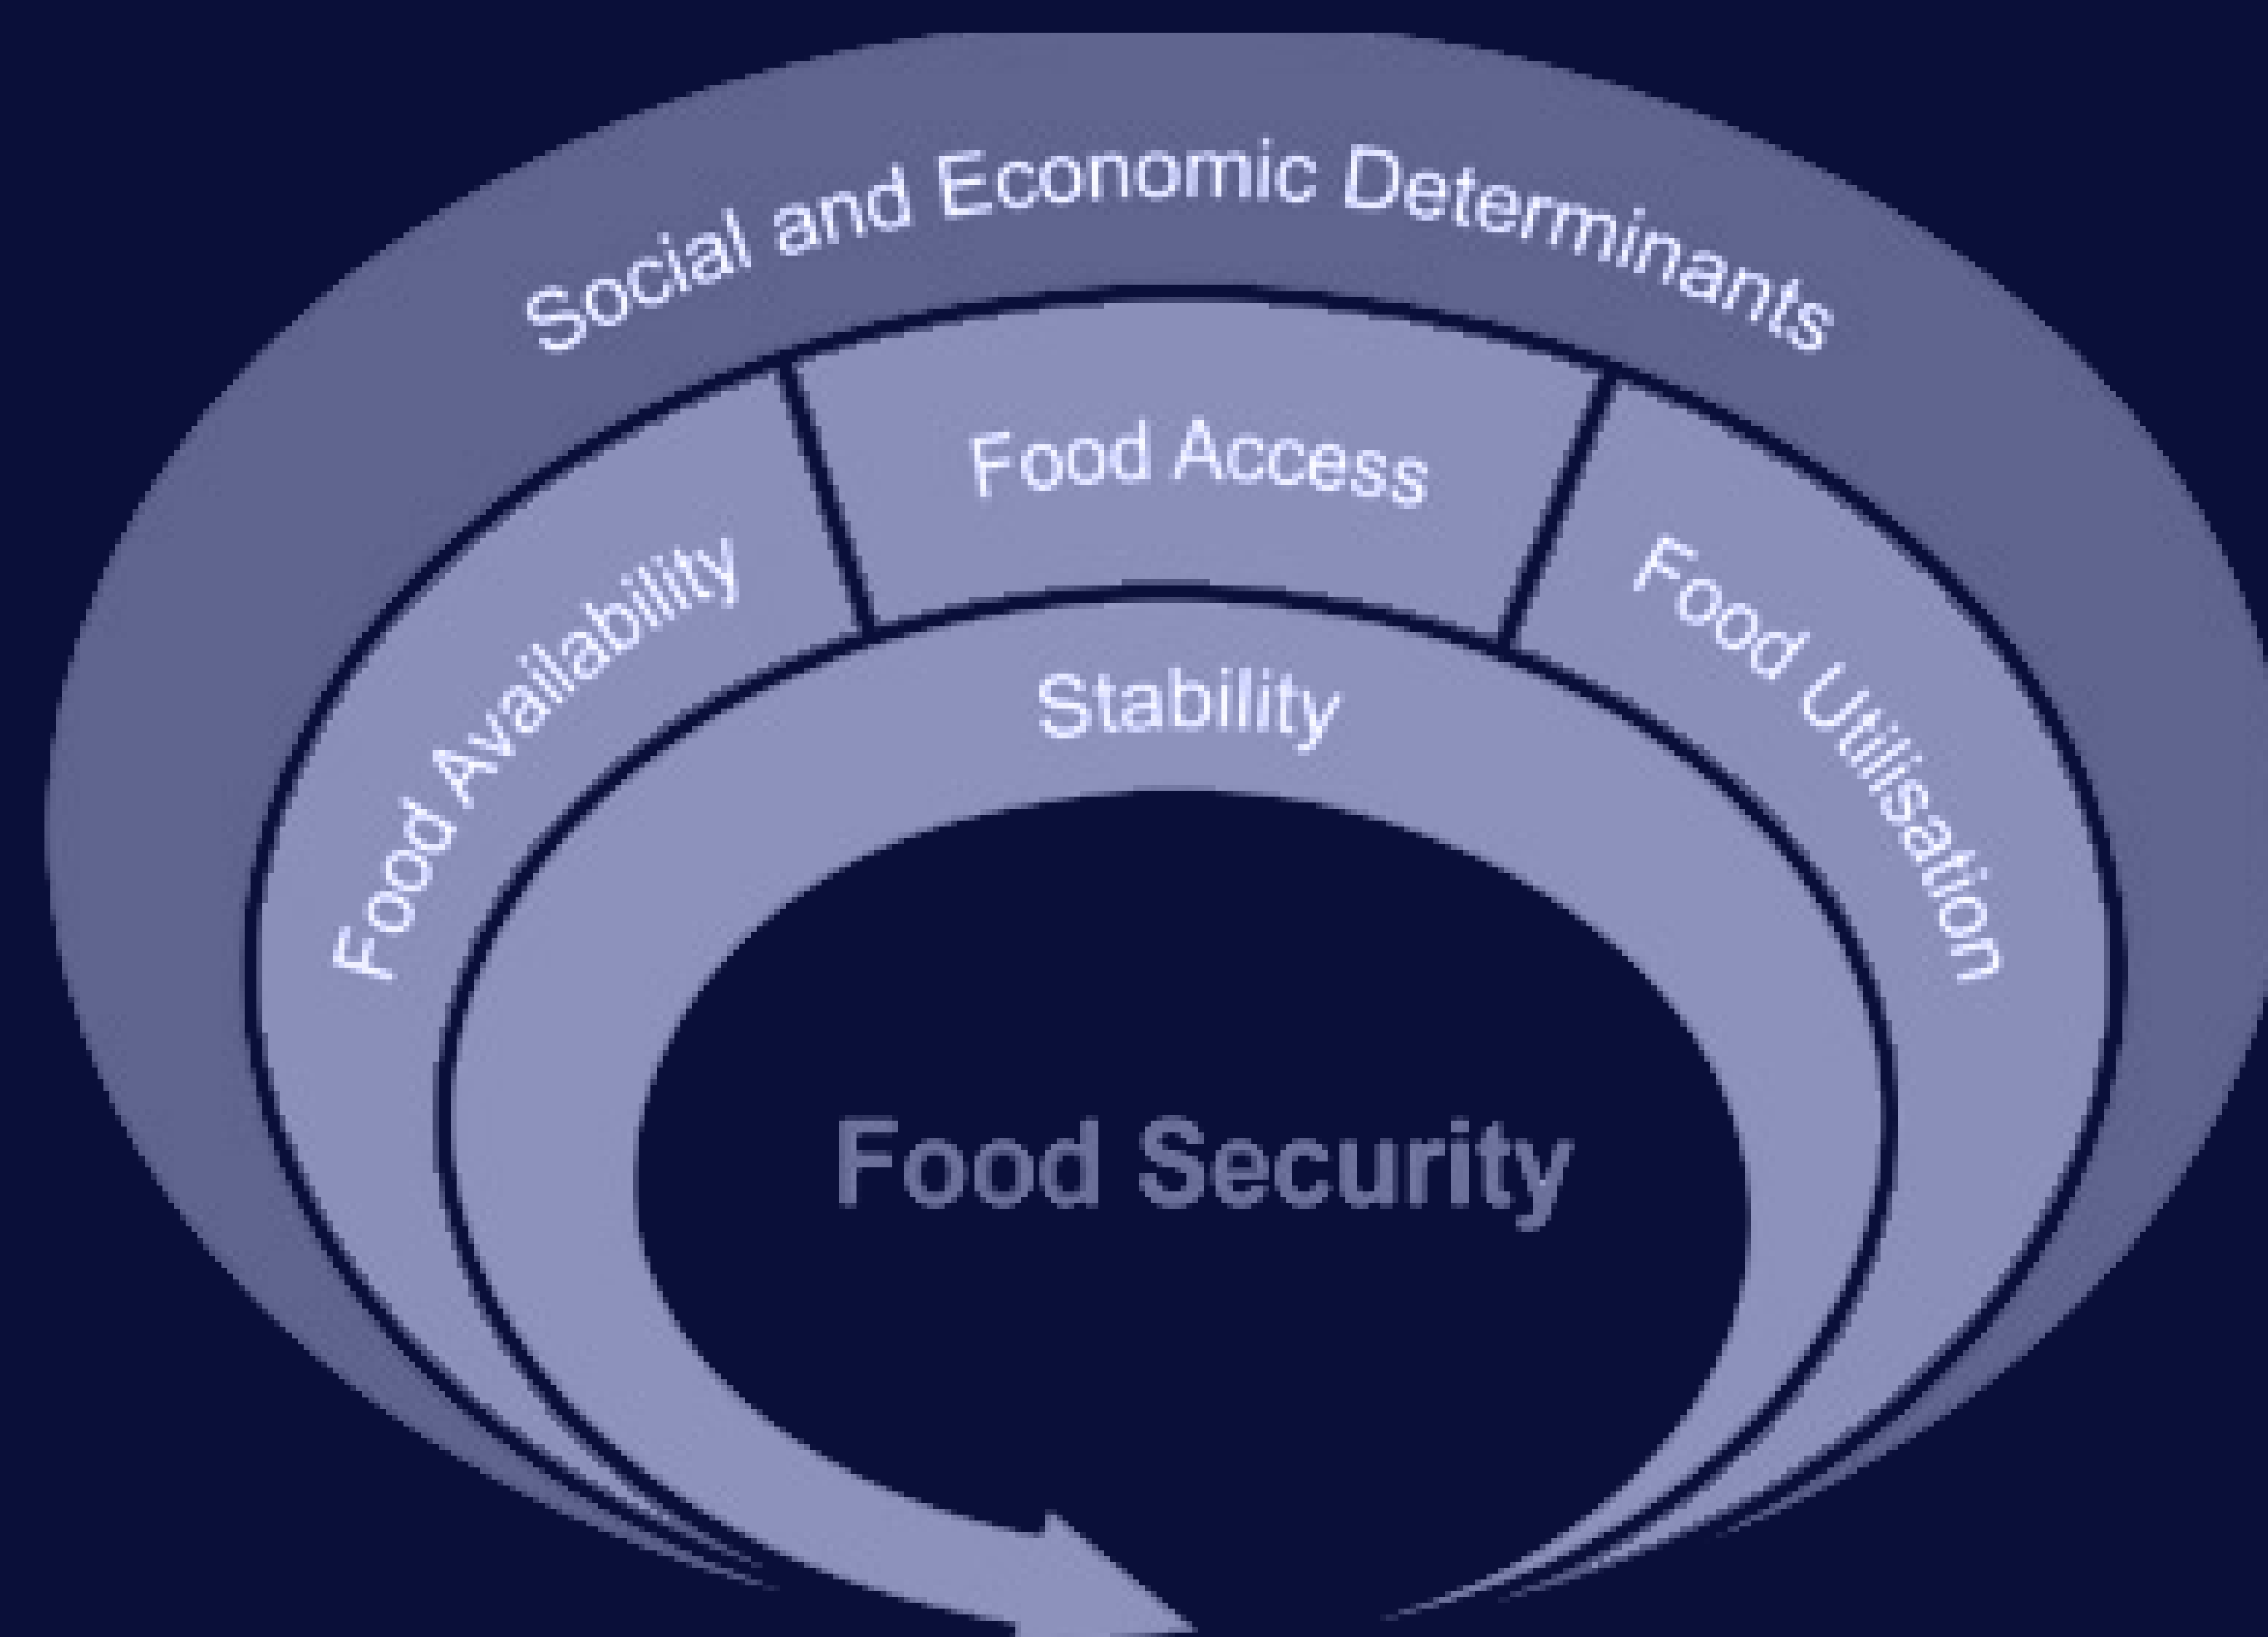 Social and Economic Determinants
Food Access
Food Availability
Food Utilisation
Stability
Food Security